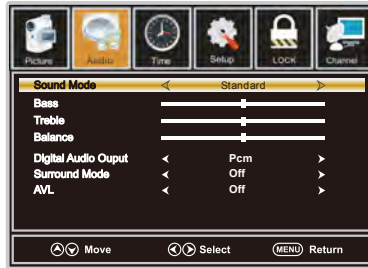 Picture Audio Time Setup LOCK Channel
Sound Mode Standard
Bass
Treble
Balance
Digital Audio Ouput Pcm
Surround Mode Off
AVL Off
Move Select MENU Return